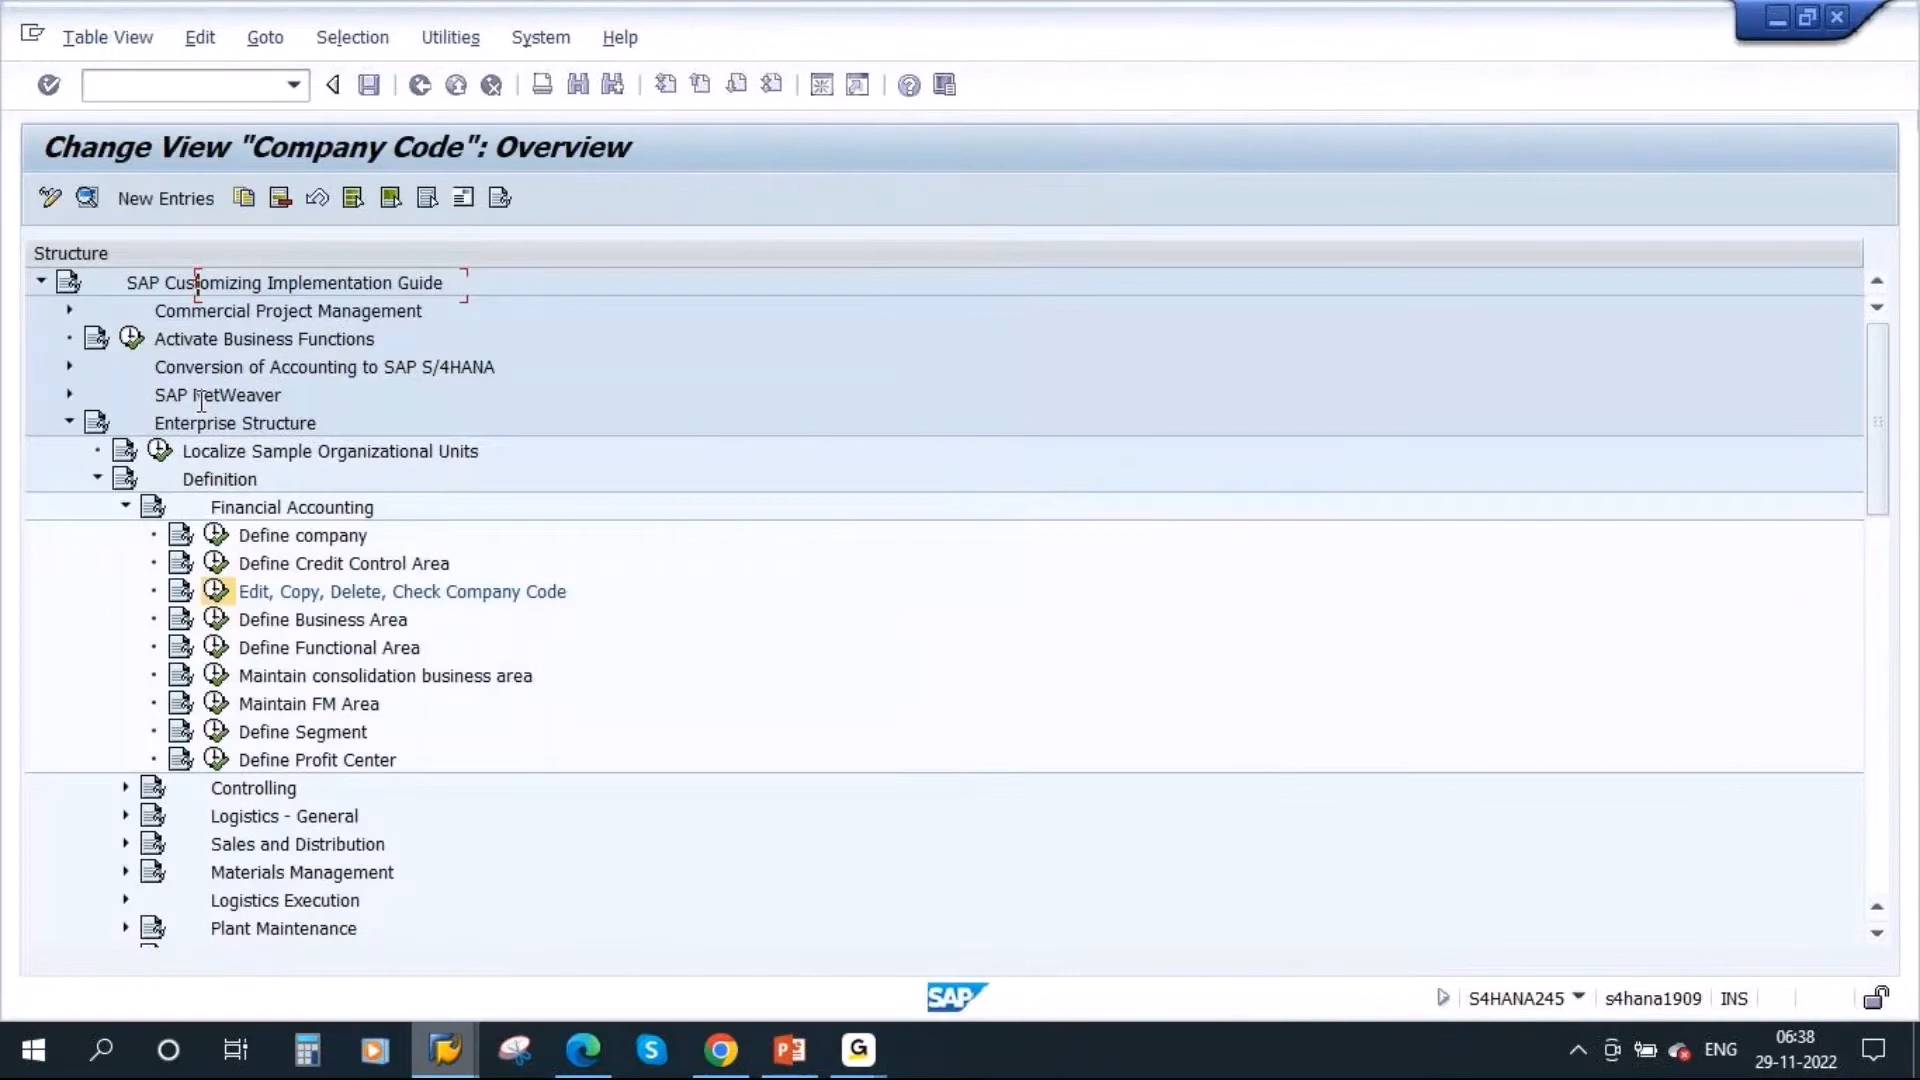 Table View Edit Goto Selection Utilities System Help
Change View "Company Code": Overview
New Entries
Structure
SAP Customizing Implementation Guide
Commercial Project Management
Activate Business Functions
Conversion of Accounting to SAP S/4HANA
SAP NetWeaver
Enterprise Structure
Localize Sample Organizational Units
Definition
Financial Accounting
Define company
Define Credit Control Area
Edit, Copy, Delete, Check Company Code
Define Business Area
Define Functional Area
Maintain consolidation business area
Maintain FM Area
Define Segment
Define Profit Center
Controlling
Logistics - General
Sales and Distribution
Materials Management
Logistics Execution
Plant Maintenance
SAP S4HANA245 s4hana1909 INS
ENG 06:38
29-11-2022